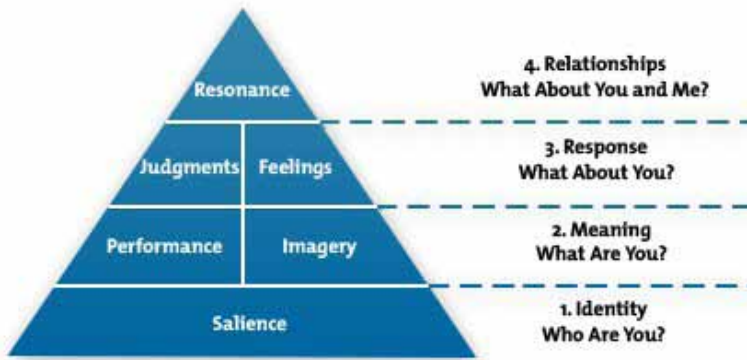 Resonance
4. Relationships
What About You and Me?
Judgments
Feelings
3. Response
What About You?
Performance
Imagery
2. Meaning
What Are You?
Salience
1. Identity
Who Are You?